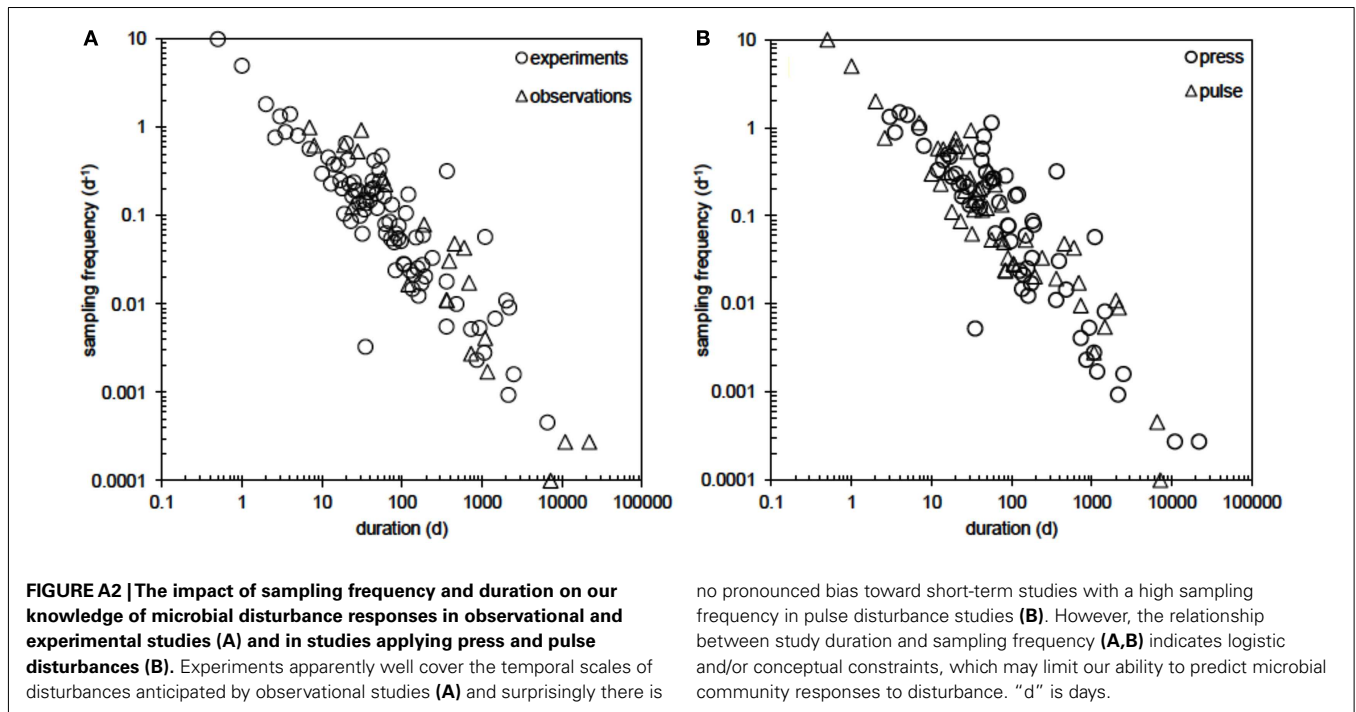 A
10
1
0.1
0.01
0.001
0.0001
sampling frequency (d⁻¹)
experiments
observations
0.1 1 10 100 1000 10000 100000
duration (d)
B
10
1
0.1
0.01
0.001
0.0001
sampling frequency (d⁻¹)
press
pulse
0.1 1 10 100 1000 10000 100000
duration (d)
FIGURE A2 | The impact of sampling frequency and duration on our
knowledge of microbial disturbance responses in observational and
experimental studies (A) and in studies applying press and pulse
disturbances (B). Experiments apparently well cover the temporal scales of
disturbances anticipated by observational studies (A) and surprisingly there is
no pronounced bias toward short-term studies with a high sampling
frequency in pulse disturbance studies (B). However, the relationship
between study duration and sampling frequency (A,B) indicates logistic
and/or conceptual constraints, which may limit our ability to predict microbial
community responses to disturbance. “d” is days.